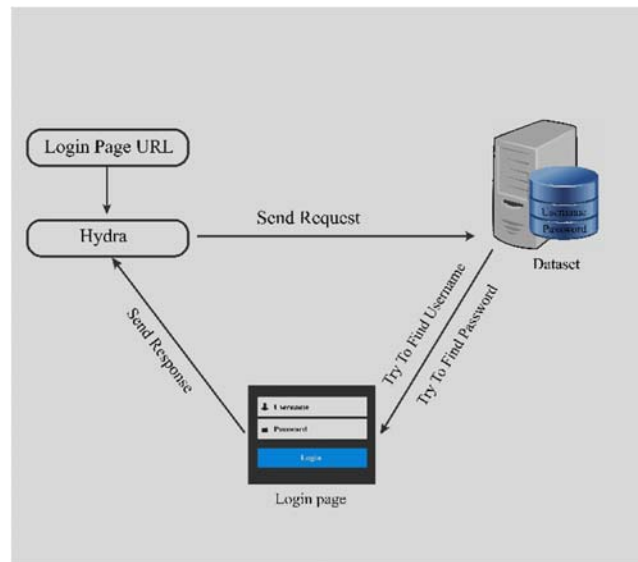 Login Page URL
Hydra
Send Request
Username
Password
Dataset
Try To Find Username
Try To Find Password
Send Response
Username
Password
Login
Login page